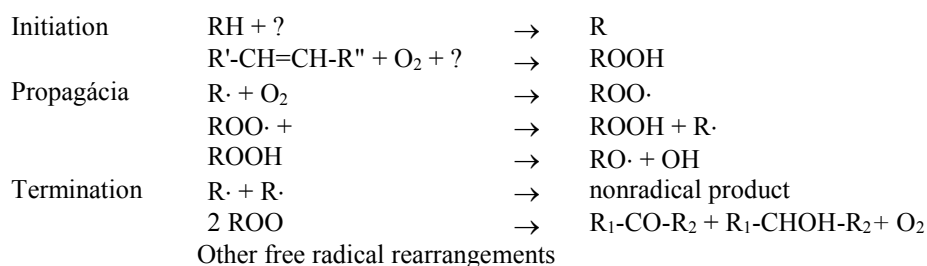 Initiation RH + ? → R
R'-CH=CH-R" + O₂ + ? → ROOH
Propagácia R· + O₂ → ROO·
ROO· + → ROOH + R·
ROOH → RO· + OH
Termination R· + R· → nonradical product
2 ROO → R₁-CO-R₂ + R₁-CHOH-R₂ + O₂
Other free radical rearrangements